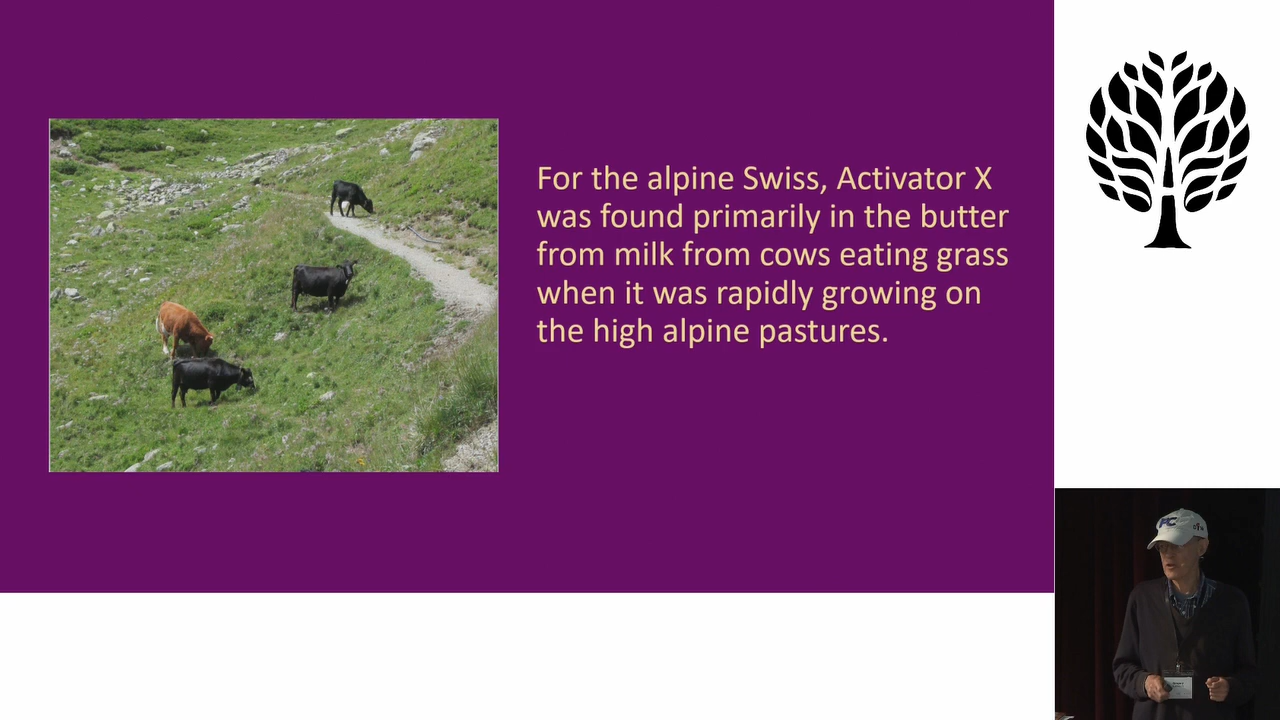 For the alpine Swiss, Activator X
was found primarily in the butter
from milk from cows eating grass
when it was rapidly growing on
the high alpine pastures.